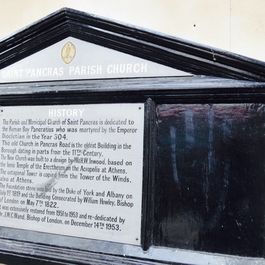 SAINT PANCRAS PARISH CHURCH
HISTORY
The Parish and Municipal Church of Saint Pancras is dedicated to
the Roman Boy Pancratius who was martyred by the Emperor
Diocletian in the Year 304.
The old Church in Pancras Road is the oldest Building in the
Borough dating in parts from the 11TH Century.
The New Church was built to a design by W. & H.W. Inwood, based on
the Ionic Temple of the Erectheum on the Acropolis at Athens.
The octagonal Tower is copied from the Tower of the Winds,
also at Athens.
The Foundation stone was laid by the Duke of York and Albany on
July 1ST 1819 and the Building Consecrated by William Howley, Bishop
of London on May 7TH 1822.
It was extensively restored from 1951 to 1953 and re-dedicated by
Dr. J.W.C. Wand, Bishop of London, on December 14TH 1953.